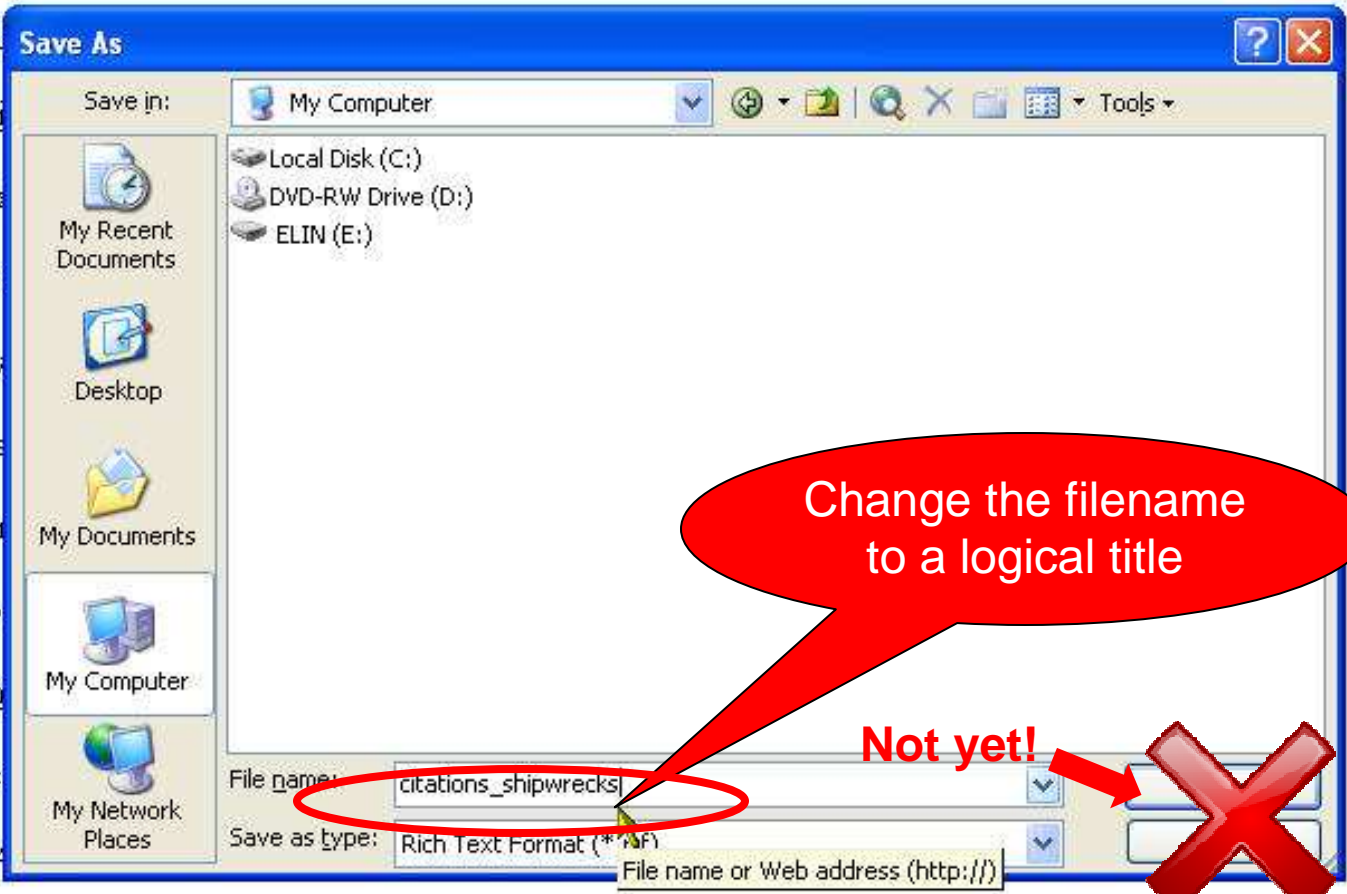 Save As
Save in:
My Computer
Tools
Local Disk (C:)
DVD-RW Drive (D:)
ELIN (E:)
My Recent
Documents
Desktop
My Documents
My Computer
My Network
Places
Change the filename
to a logical title
Not yet!
File name:
citations_shipwrecks
Save as type:
Rich Text Format (*.rtf)
File name or Web address (http://)